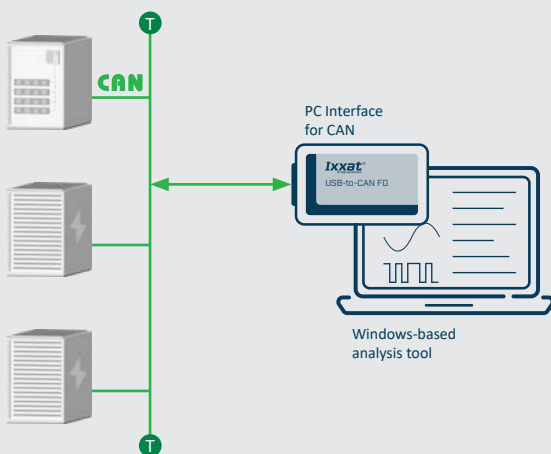 T
CAN
PC Interface
for CAN
Ixxat®
USB-to-CAN FD
Windows-based
analysis tool
T